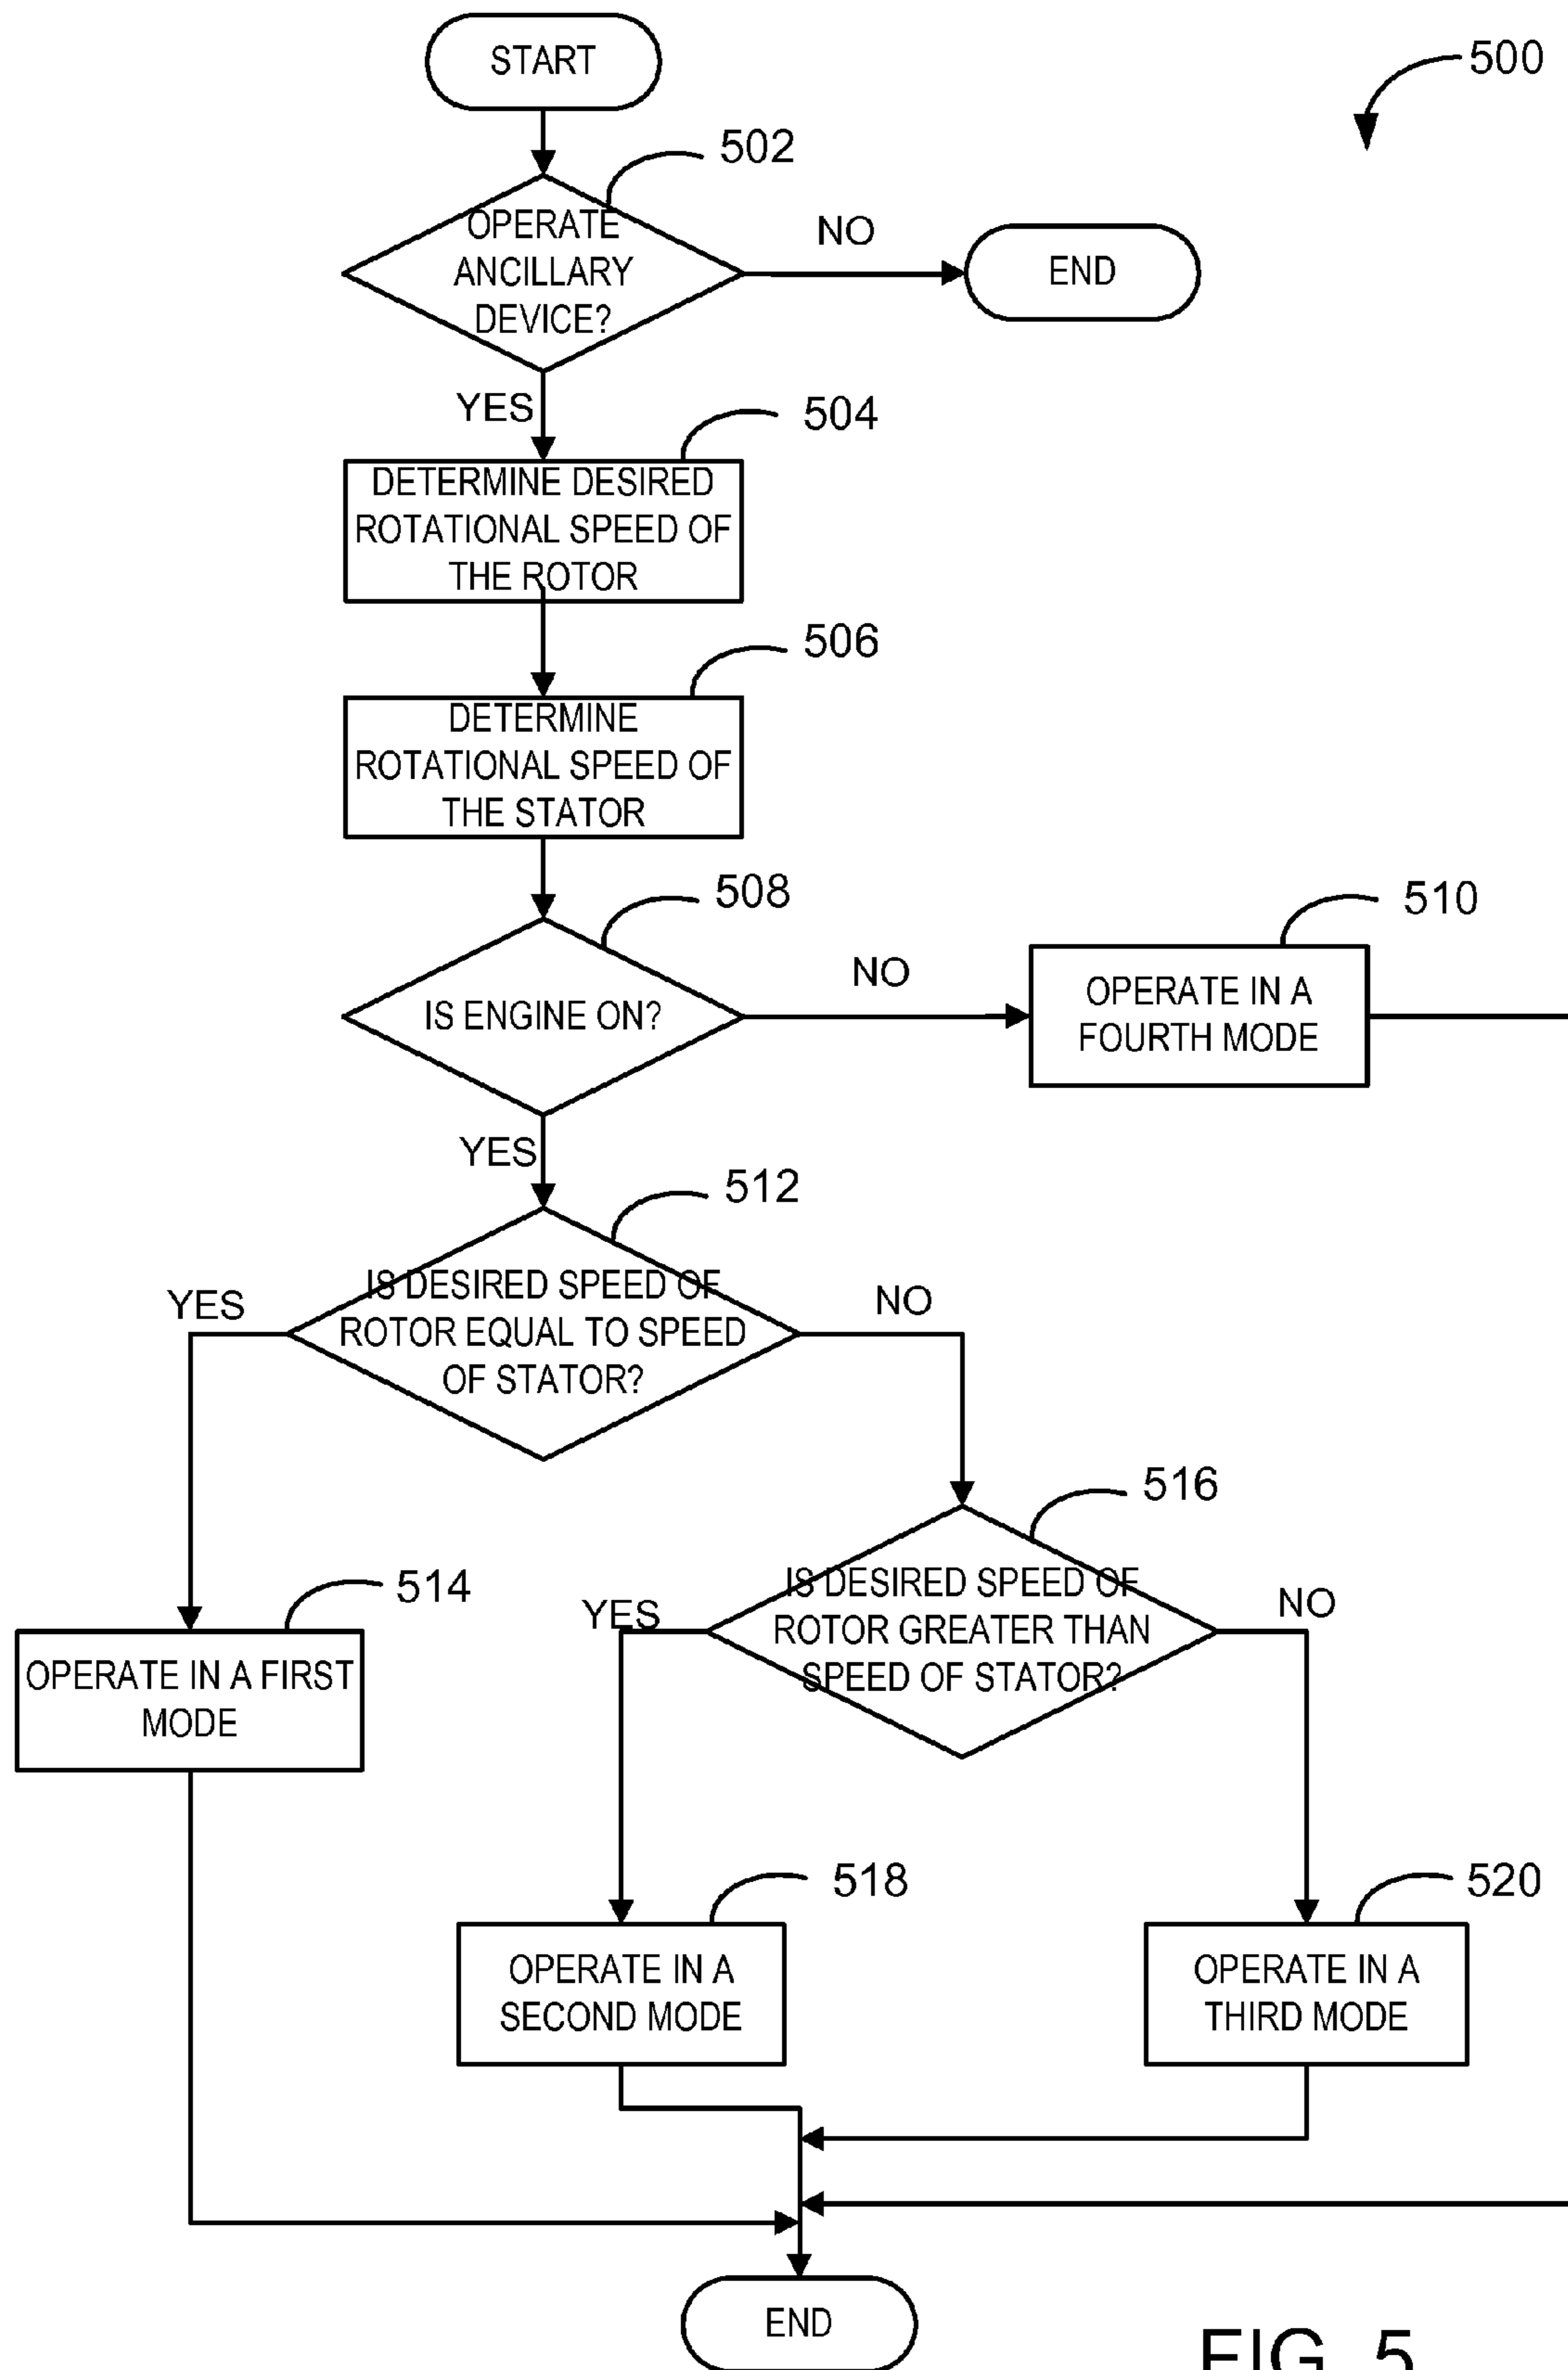 START
500
502
OPERATE
ANCILLARY
DEVICE?
NO
END
YES
504
DETERMINE DESIRED
ROTATIONAL SPEED OF
THE ROTOR
506
DETERMINE
ROTATIONAL SPEED OF
THE STATOR
508
IS ENGINE ON?
NO
510
OPERATE IN A
FOURTH MODE
YES
512
IS DESIRED SPEED OF
ROTOR EQUAL TO SPEED
OF STATOR?
YES
NO
516
IS DESIRED SPEED OF
ROTOR GREATER THAN
SPEED OF STATOR?
YES
NO
514
OPERATE IN A FIRST
MODE
518
OPERATE IN A
SECOND MODE
520
OPERATE IN A
THIRD MODE
END
FIG. 5